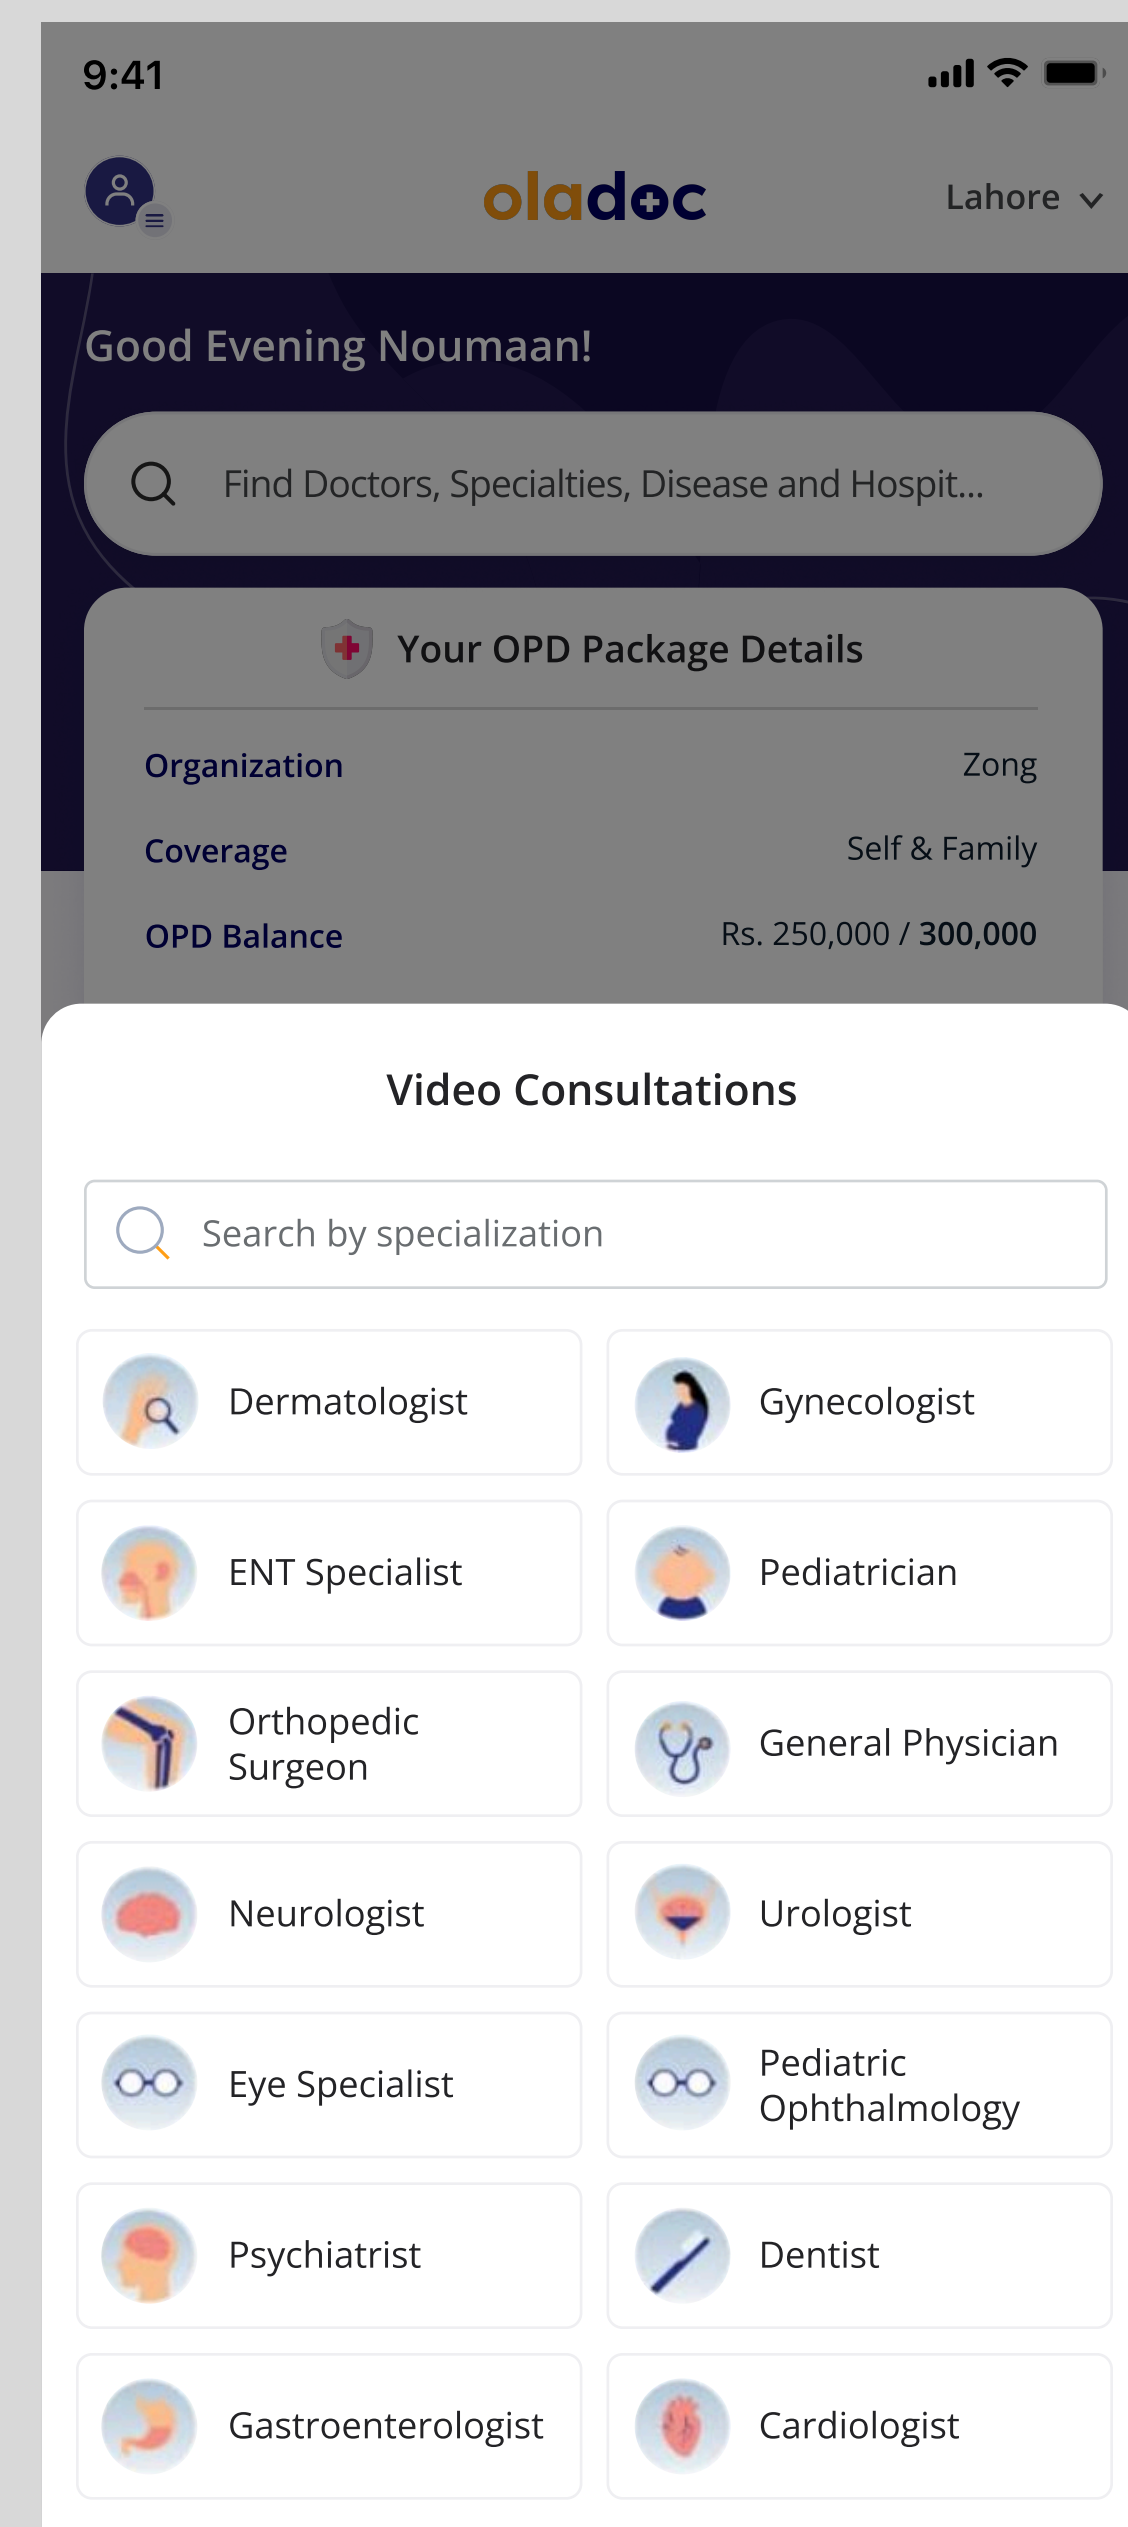 9:41
oladoc
Lahore
Good Evening Noumaan!
Find Doctors, Specialties, Disease and Hospit...
Your OPD Package Details
Organization Zong
Coverage Self & Family
OPD Balance Rs. 250,000 / 300,000
Video Consultations
Search by specialization
Dermatologist
Gynecologist
ENT Specialist
Pediatrician
Orthopedic
Surgeon
General Physician
Neurologist
Urologist
Eye Specialist
Pediatric
Ophthalmology
Psychiatrist
Dentist
Gastroenterologist
Cardiologist